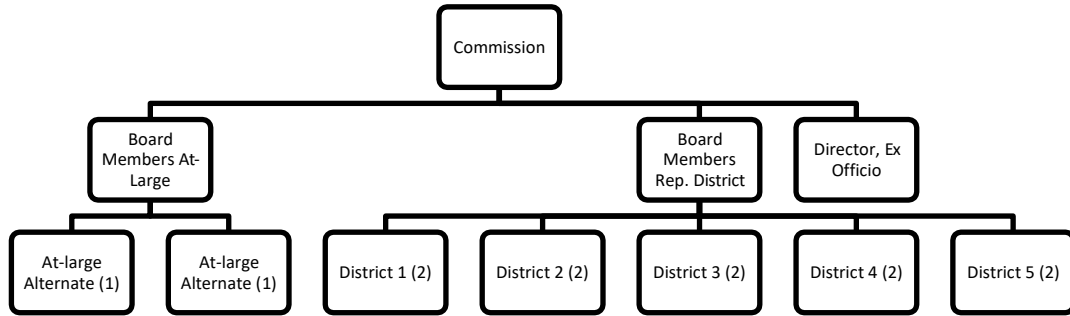 Commission
Board
Members At-
Large
Board
Members
Rep. District
Director, Ex
Officio
At-large
Alternate (1)
At-large
Alternate (1)
District 1 (2)
District 2 (2)
District 3 (2)
District 4 (2)
District 5 (2)